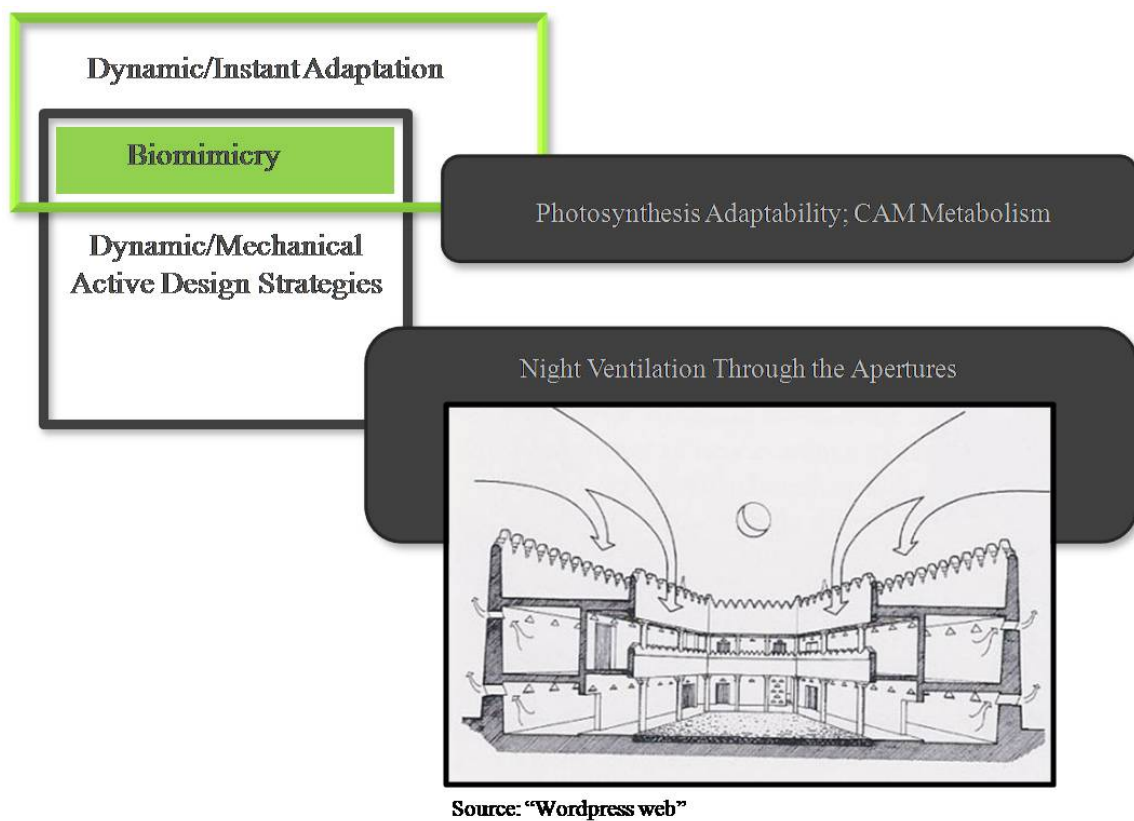 Dynamic/Instant Adaptation
Biomimicry
Photosynthesis Adaptability; CAM Metabolism
Dynamic/Mechanical
Active Design Strategies
Night Ventilation Through the Apertures
Source: “Wordpress web”